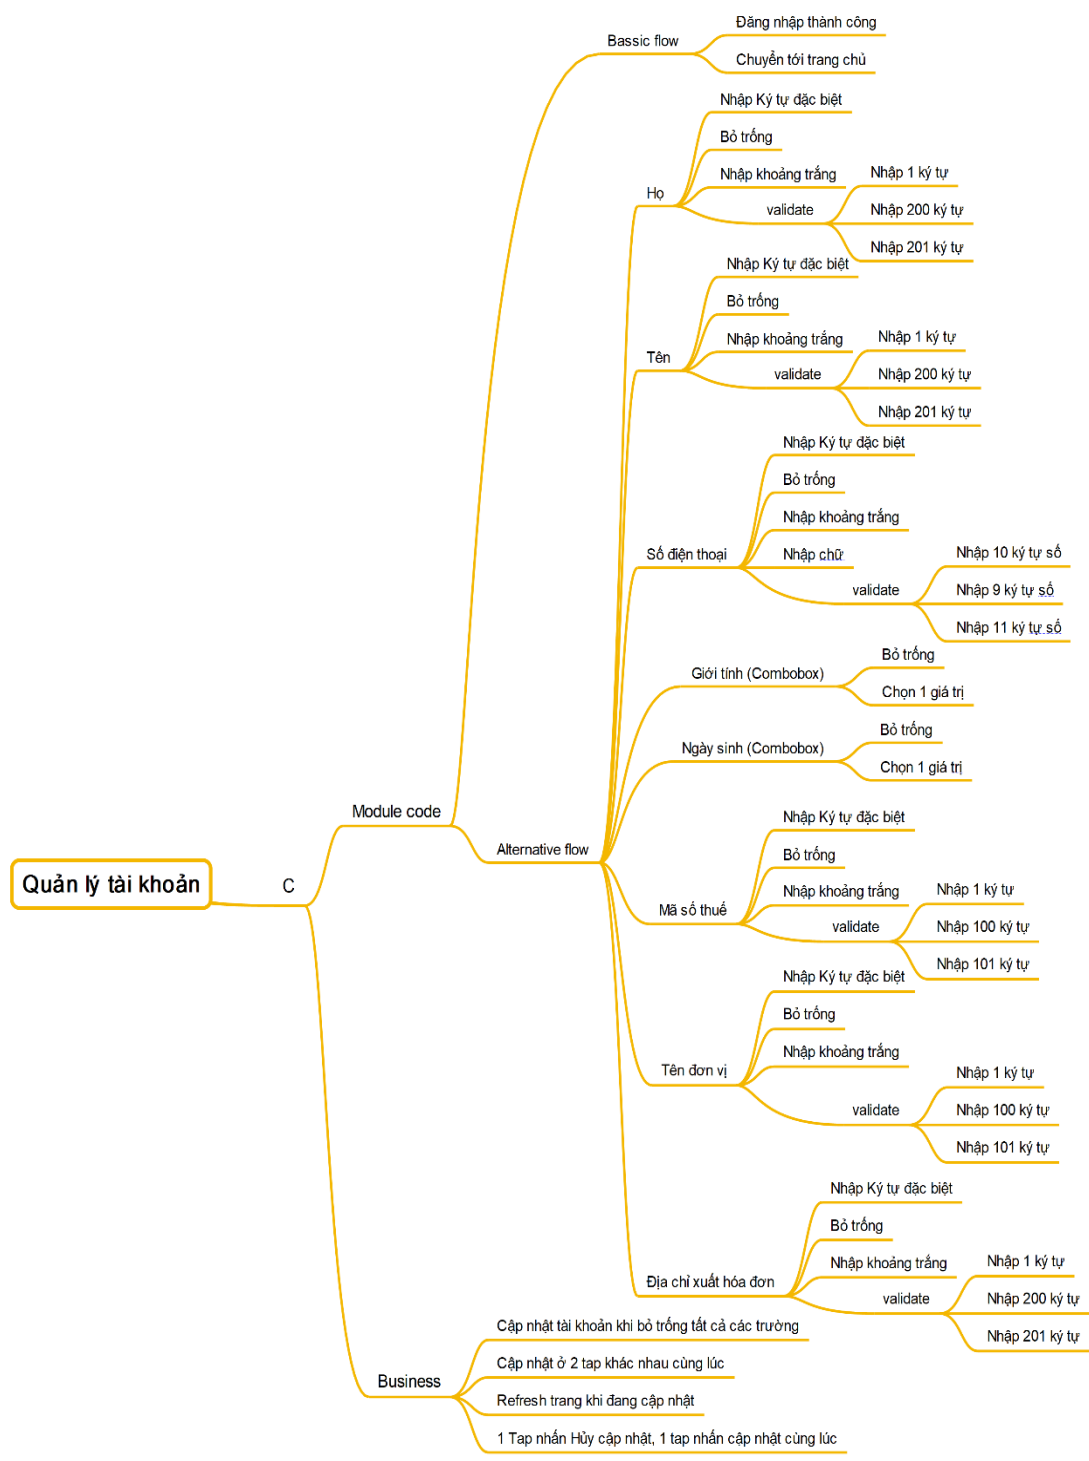 Quản lý tài khoản
C
Module code
Bassic flow
Đăng nhập thành công
Chuyển tới trang chủ
Alternative flow
Họ
Nhập Ký tự đặc biệt
Bỏ trống
Nhập khoảng trắng
validate
Nhập 1 ký tự
Nhập 200 ký tự
Nhập 201 ký tự
Tên
Nhập Ký tự đặc biệt
Bỏ trống
Nhập khoảng trắng
validate
Nhập 1 ký tự
Nhập 200 ký tự
Nhập 201 ký tự
Số điện thoại
Nhập Ký tự đặc biệt
Bỏ trống
Nhập khoảng trắng
Nhập chữ
validate
Nhập 10 ký tự số
Nhập 9 ký tự số
Nhập 11 ký tự số
Giới tính (Combobox)
Bỏ trống
Chọn 1 giá trị
Ngày sinh (Combobox)
Bỏ trống
Chọn 1 giá trị
Mã số thuế
Nhập Ký tự đặc biệt
Bỏ trống
Nhập khoảng trắng
validate
Nhập 1 ký tự
Nhập 100 ký tự
Nhập 101 ký tự
Tên đơn vị
Nhập Ký tự đặc biệt
Bỏ trống
Nhập khoảng trắng
validate
Nhập 1 ký tự
Nhập 100 ký tự
Nhập 101 ký tự
Địa chỉ xuất hóa đơn
Nhập Ký tự đặc biệt
Bỏ trống
Nhập khoảng trắng
validate
Nhập 1 ký tự
Nhập 200 ký tự
Nhập 201 ký tự
Business
Cập nhật tài khoản khi bỏ trống tất cả các trường
Cập nhật ở 2 tap khác nhau cùng lúc
Refresh trang khi đang cập nhật
1 Tap nhấn Hủy cập nhật, 1 tap nhấn cập nhật cùng lúc